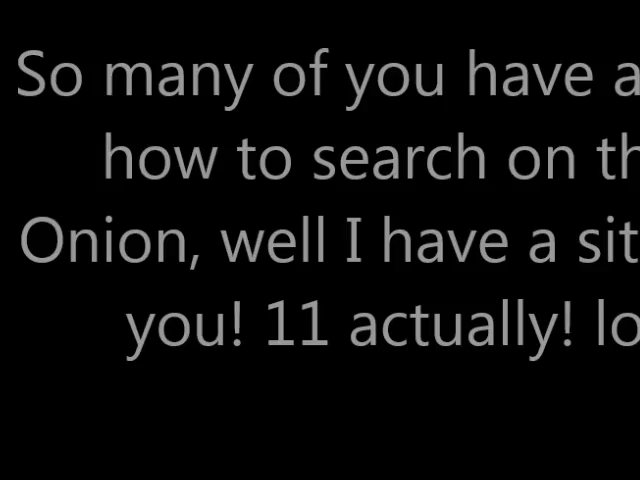 So many of you have a
how to search on th
Onion, well I have a sit
you! 11 actually! lo